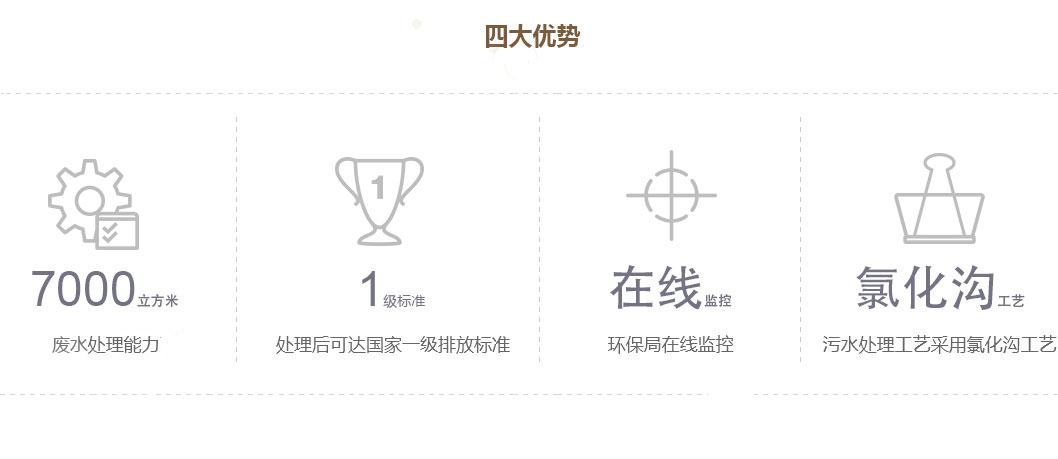 四大优势
1
7000立方米
1级标准
在线监控
氯化沟工艺
废水处理能力
处理后可达国家一级排放标准
环保局在线监控
污水处理工艺采用氯化沟工艺